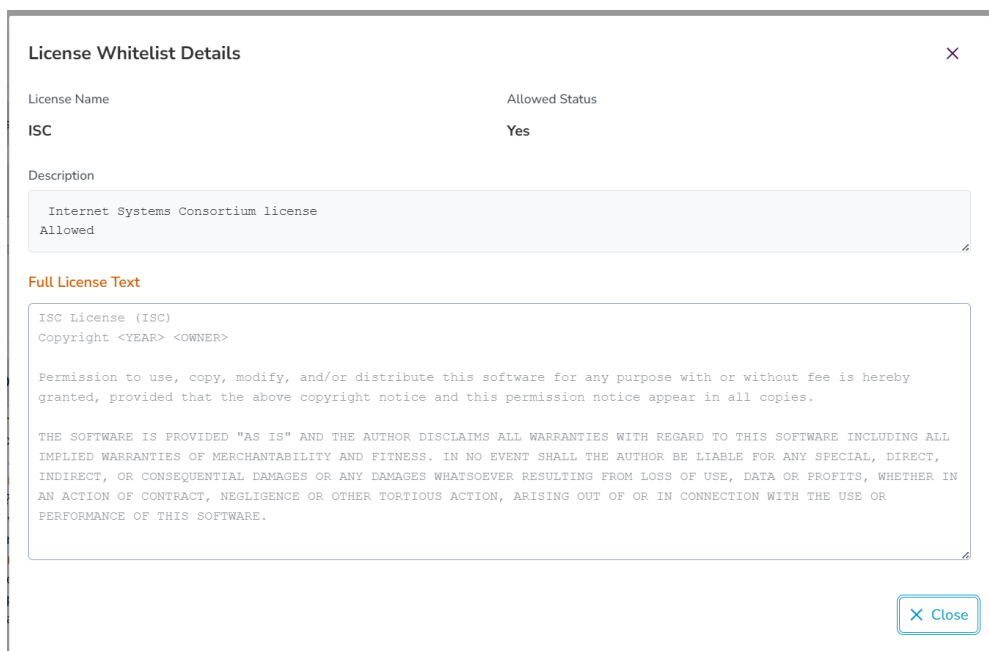 License Whitelist Details
License Name
Allowed Status
ISC
Yes
Description
Internet Systems Consortium license
Allowed
Full License Text
ISC License (ISC)
Copyright <YEAR> <OWNER>
Permission to use, copy, modify, and/or distribute this software for any purpose with or without fee is hereby
granted, provided that the above copyright notice and this permission notice appear in all copies.
THE SOFTWARE IS PROVIDED "AS IS" AND THE AUTHOR DISCLAIMS ALL WARRANTIES WITH REGARD TO THIS SOFTWARE INCLUDING ALL
IMPLIED WARRANTIES OF MERCHANTABILITY AND FITNESS. IN NO EVENT SHALL THE AUTHOR BE LIABLE FOR ANY SPECIAL, DIRECT,
INDIRECT, OR CONSEQUENTIAL DAMAGES OR ANY DAMAGES WHATSOEVER RESULTING FROM LOSS OF USE, DATA OR PROFITS, WHETHER IN
AN ACTION OF CONTRACT, NEGLIGENCE OR OTHER TORTIOUS ACTION, ARISING OUT OF OR IN CONNECTION WITH THE USE OR
PERFORMANCE OF THIS SOFTWARE.
Close